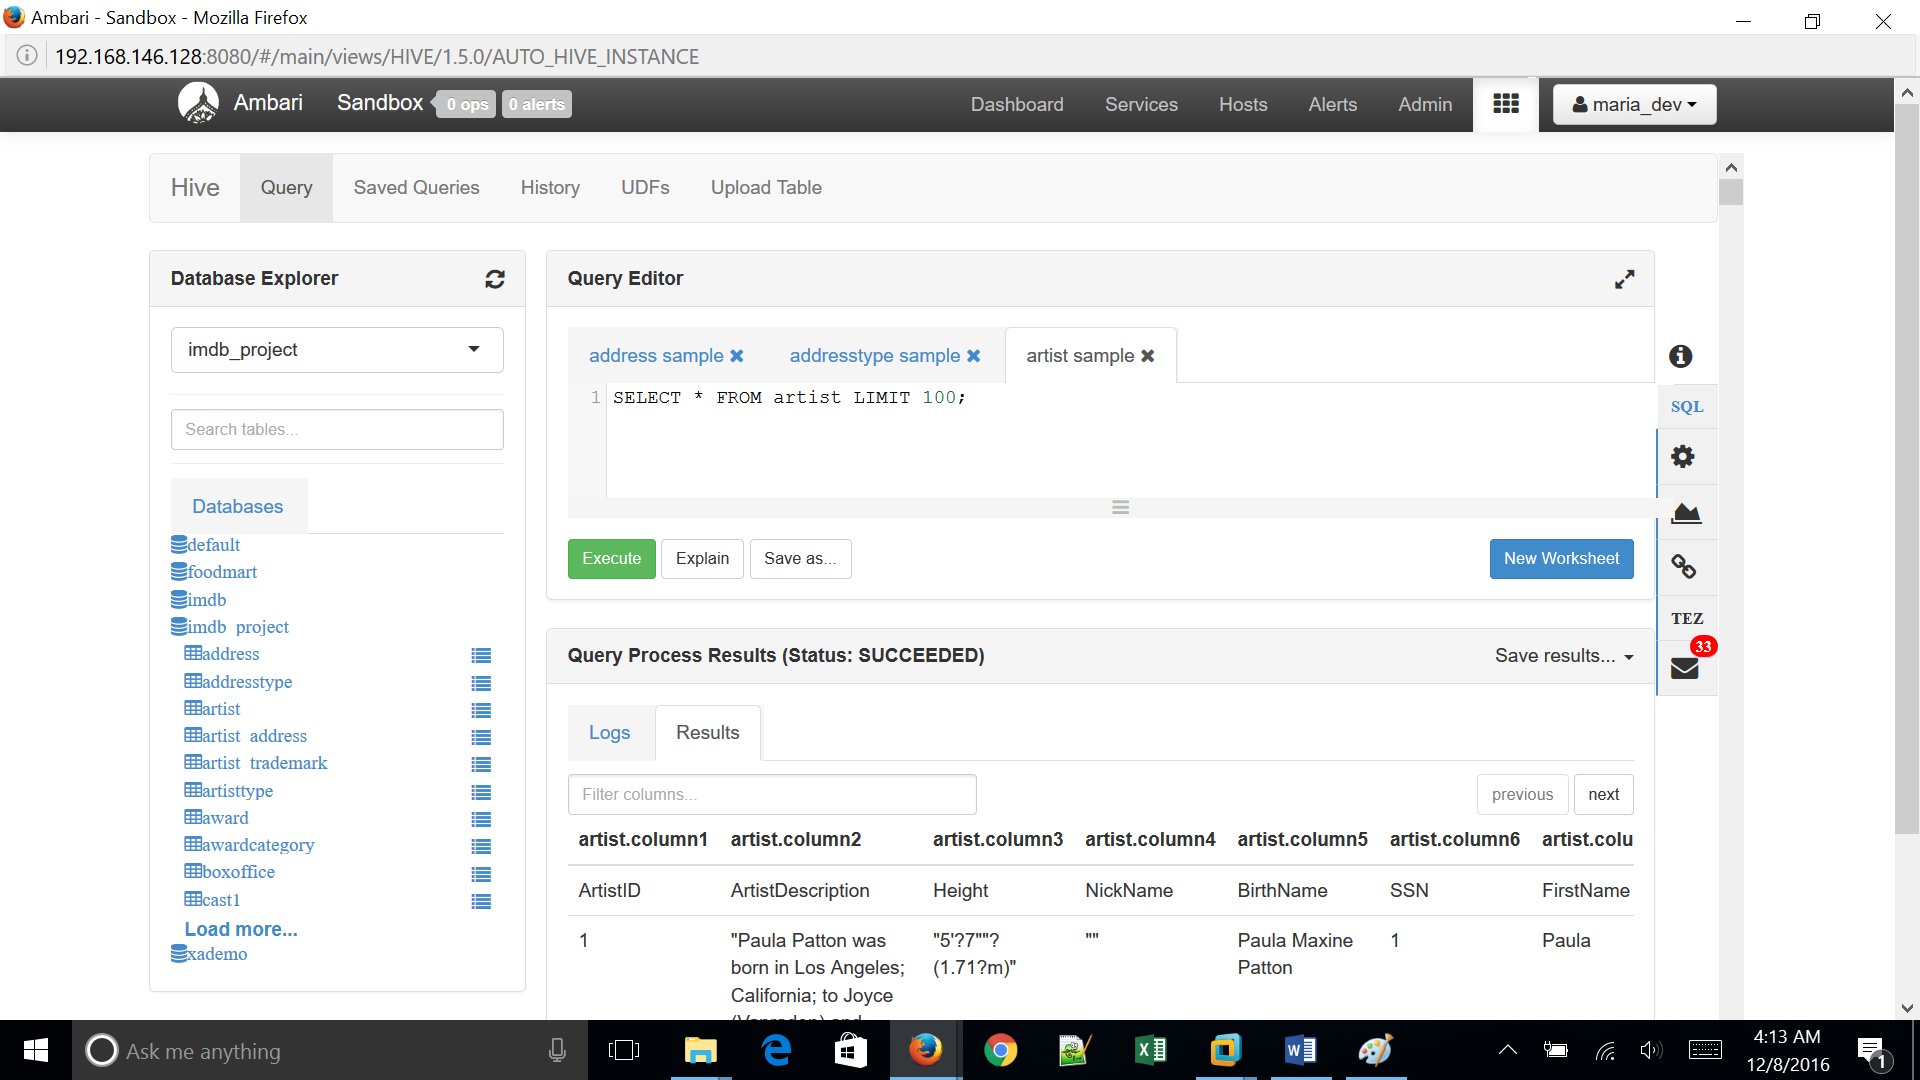 Ambari - Sandbox - Mozilla Firefox
192.168.146.128:8080/#/main/views/HIVE/1.5.0/AUTO_HIVE_INSTANCE
Ambari Sandbox 0 ops 0 alerts Dashboard Services Hosts Alerts Admin maria_dev
Hive Query Saved Queries History UDFs Upload Table
Database Explorer
imdb_project
Search tables...
Databases
default
foodmart
imdb
imdb_project
address
addresstype
artist
artist_address
artist_trademark
artisttype
award
awardcategory
boxoffice
cast1
Load more...
xademo
Query Editor
address sample addresstype sample artist sample
1 SELECT * FROM artist LIMIT 100;
Execute Explain Save as... New Worksheet
SQL
TEZ
33
Query Process Results (Status: SUCCEEDED) Save results...
Logs Results
Filter columns... previous next
artist.column1 artist.column2 artist.column3 artist.column4 artist.column5 artist.column6 artist.colu
ArtistID ArtistDescription Height NickName BirthName SSN FirstName
1 "Paula Patton was "5'?7""? "" Paula Maxine 1 Paula
born in Los Angeles; (1.71?m)" Patton
California; to Joyce
Ask me anything
4:13 AM
12/8/2016
1